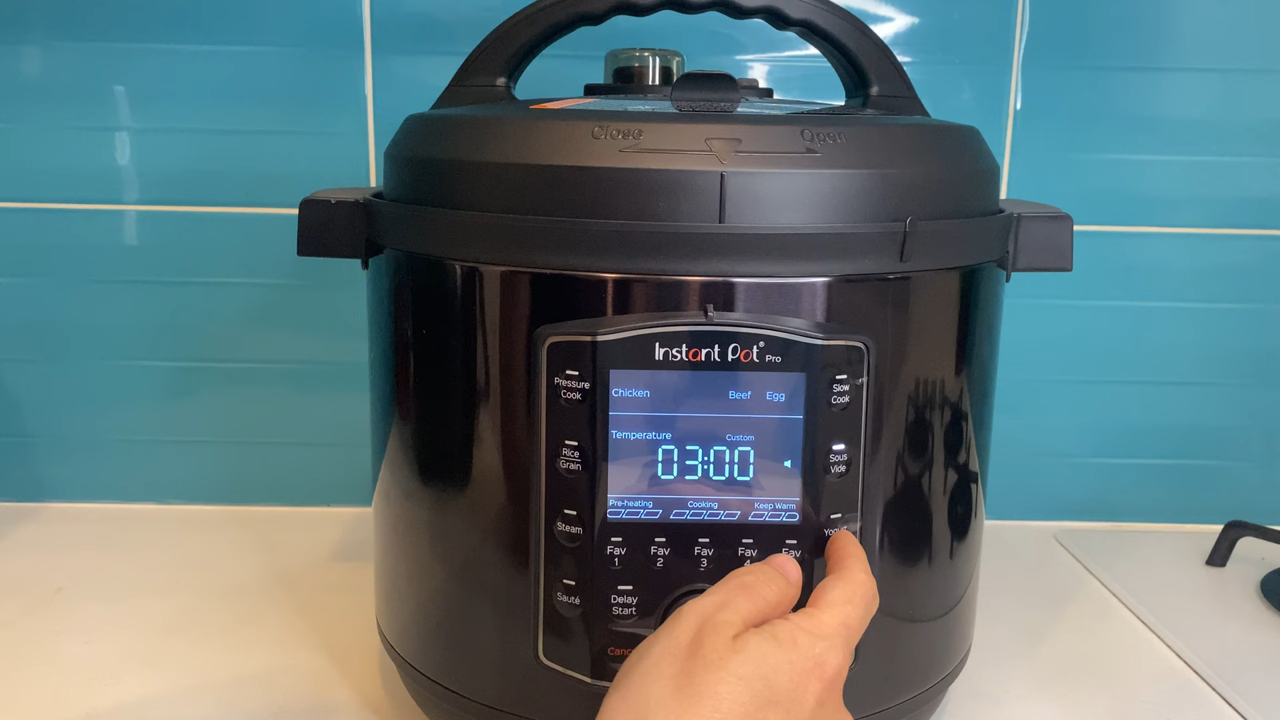 Close Open
Instant Pot® Pro
Pressure
Cook
Rice
Grain
Steam
Sauté
Chicken Beef Egg
Temperature Custom
03:00
Pre-heating Cooking Keep Warm
Slow
Cook
Sous
Vide
Fav
1
Fav
2
Fav
3
Fav
4
Fav
Delay
Start